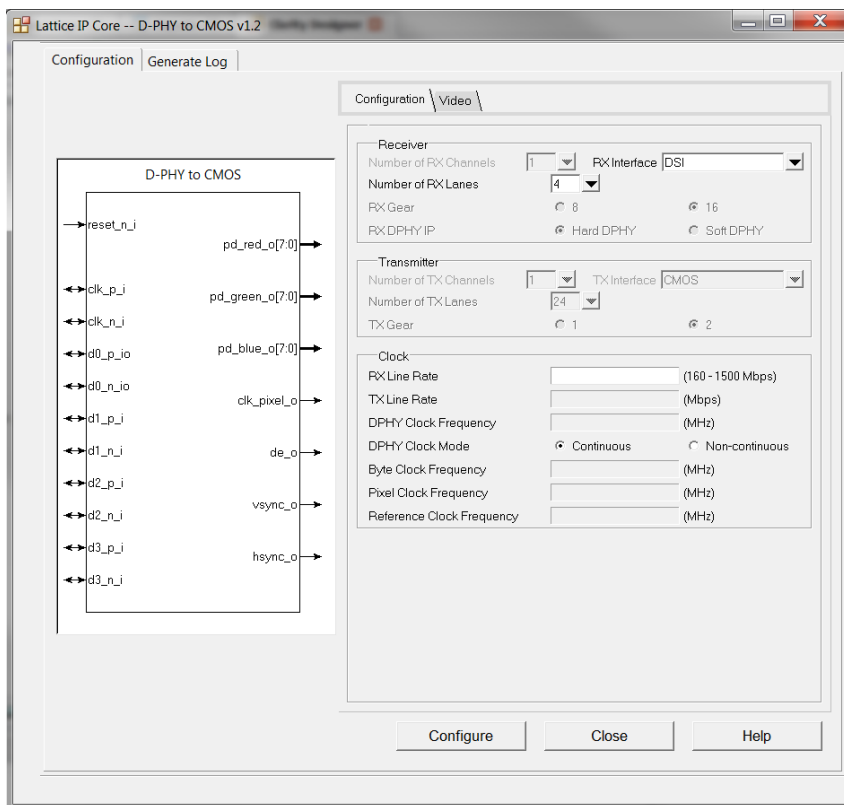 Lattice IP Core -- D-PHY to CMOS v1.2
Configuration Generate Log
Configuration Video
D-PHY to CMOS
reset_n_i
pd_red_o[7:0]
clk_p_i
pd_green_o[7:0]
clk_n_i
pd_blue_o[7:0]
d0_p_io
d0_n_io
clk_pixel_o
d1_p_i
d1_n_i
de_o
d2_p_i
vsync_o
d2_n_i
d3_p_i
hsync_o
d3_n_i
Receiver
Number of RX Channels 1 RX Interface DSI
Number of RX Lanes 4
RX Gear 8 16
RX DPHY IP Hard DPHY Soft DPHY
Transmitter
Number of TX Channels 1 TX Interface CMOS
Number of TX Lanes 24
TX Gear 1 2
Clock
RX Line Rate (160 - 1500 Mbps)
TX Line Rate (Mbps)
DPHY Clock Frequency (MHz)
DPHY Clock Mode Continuous Non-continuous
Byte Clock Frequency (MHz)
Pixel Clock Frequency (MHz)
Reference Clock Frequency (MHz)
Configure Close Help